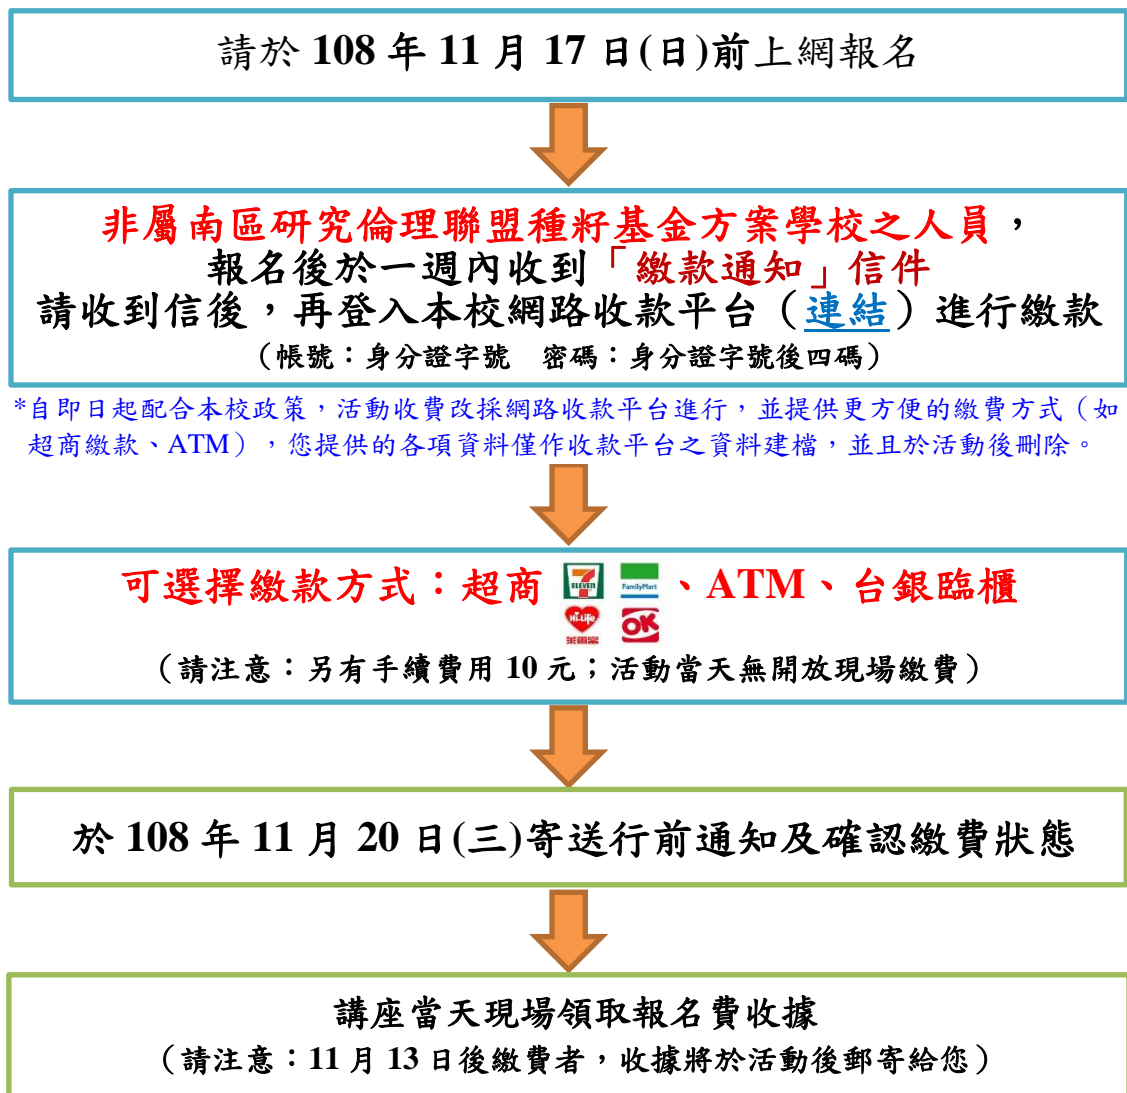 請於 108 年 11 月 17 日(日)前上網報名
非屬南區研究倫理聯盟種籽基金方案學校之人員，
報名後於一週內收到「繳款通知」信件
請收到信後，再登入本校網路收款平台（連結）進行繳款
（帳號：身分證字號　密碼：身分證字號後四碼）
*自即日起配合本校政策，活動收費改採網路收款平台進行，並提供更方便的繳費方式（如
超商繳款、ATM），您提供的各項資料僅作收款平台之資料建檔，並且於活動後刪除。
可選擇繳款方式：超商 7 ELEVEN FamilyMart 、ATM、台銀臨櫃
Hi-Life 萊爾富 OK
（請注意：另有手續費用 10 元；活動當天無開放現場繳費）
於 108 年 11 月 20 日(三)寄送行前通知及確認繳費狀態
講座當天現場領取報名費收據
（請注意：11 月 13 日後繳費者，收據將於活動後郵寄給您）